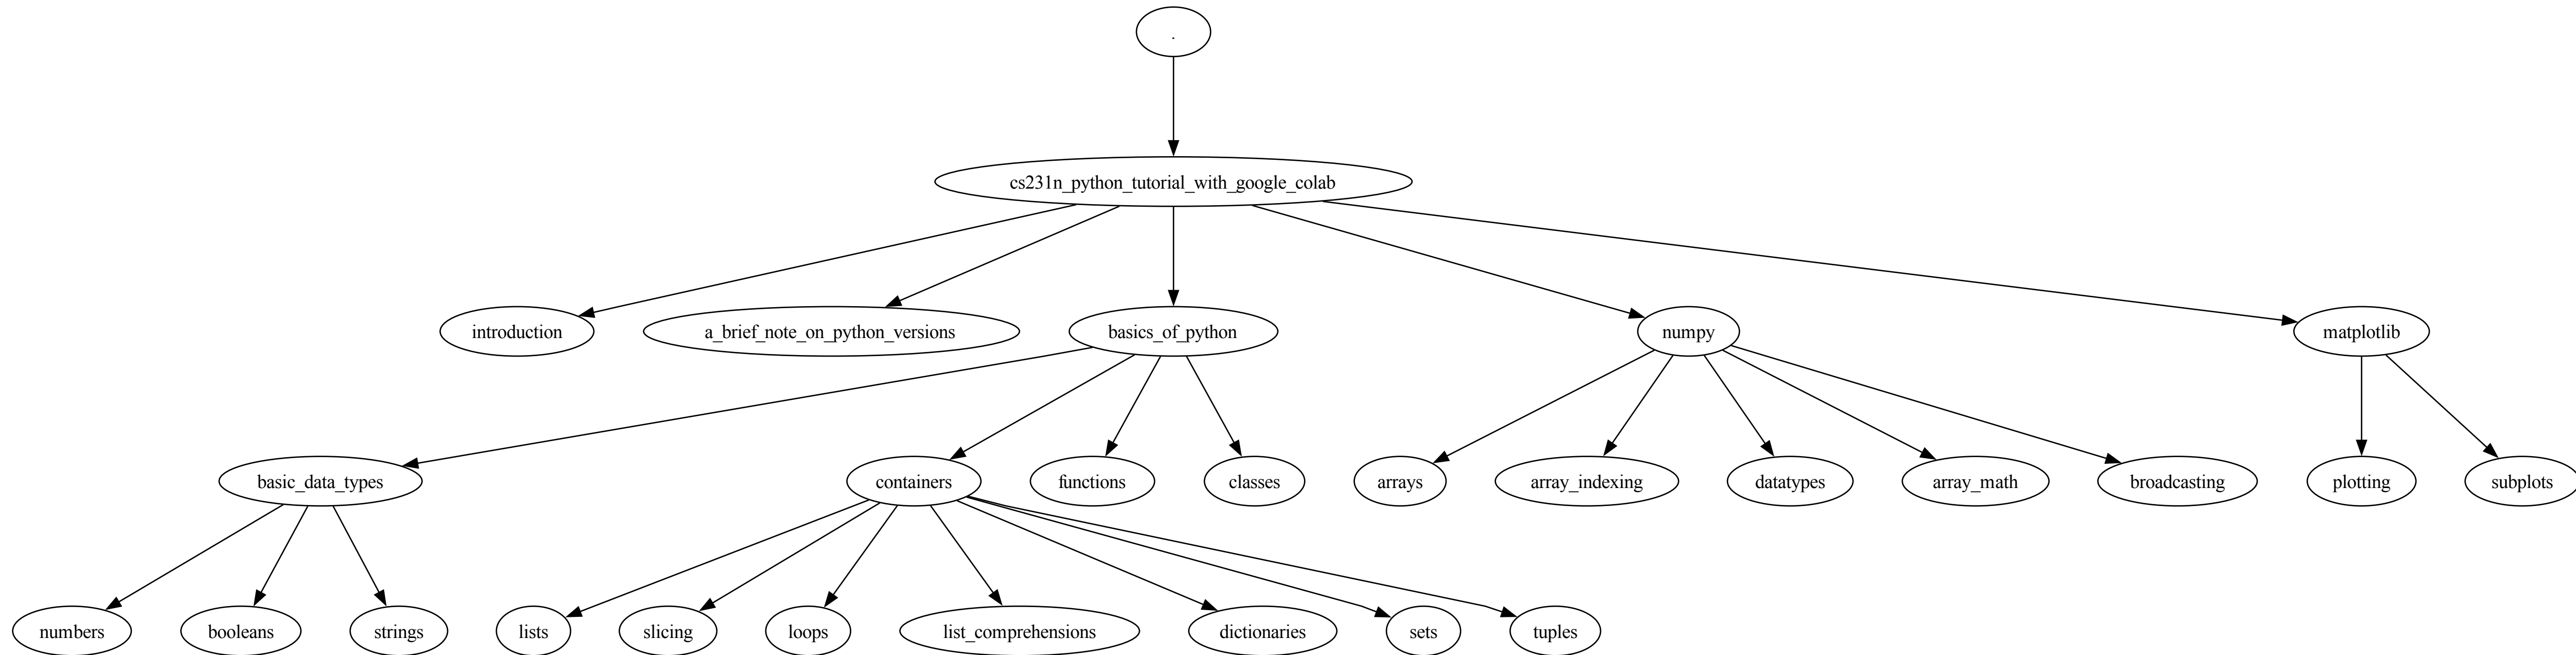 .
cs231n_python_tutorial_with_google_colab
introduction
a_brief_note_on_python_versions
basics_of_python
numpy
matplotlib
basic_data_types
containers
functions
classes
arrays
array_indexing
datatypes
array_math
broadcasting
plotting
subplots
numbers
booleans
strings
lists
slicing
loops
list_comprehensions
dictionaries
sets
tuples